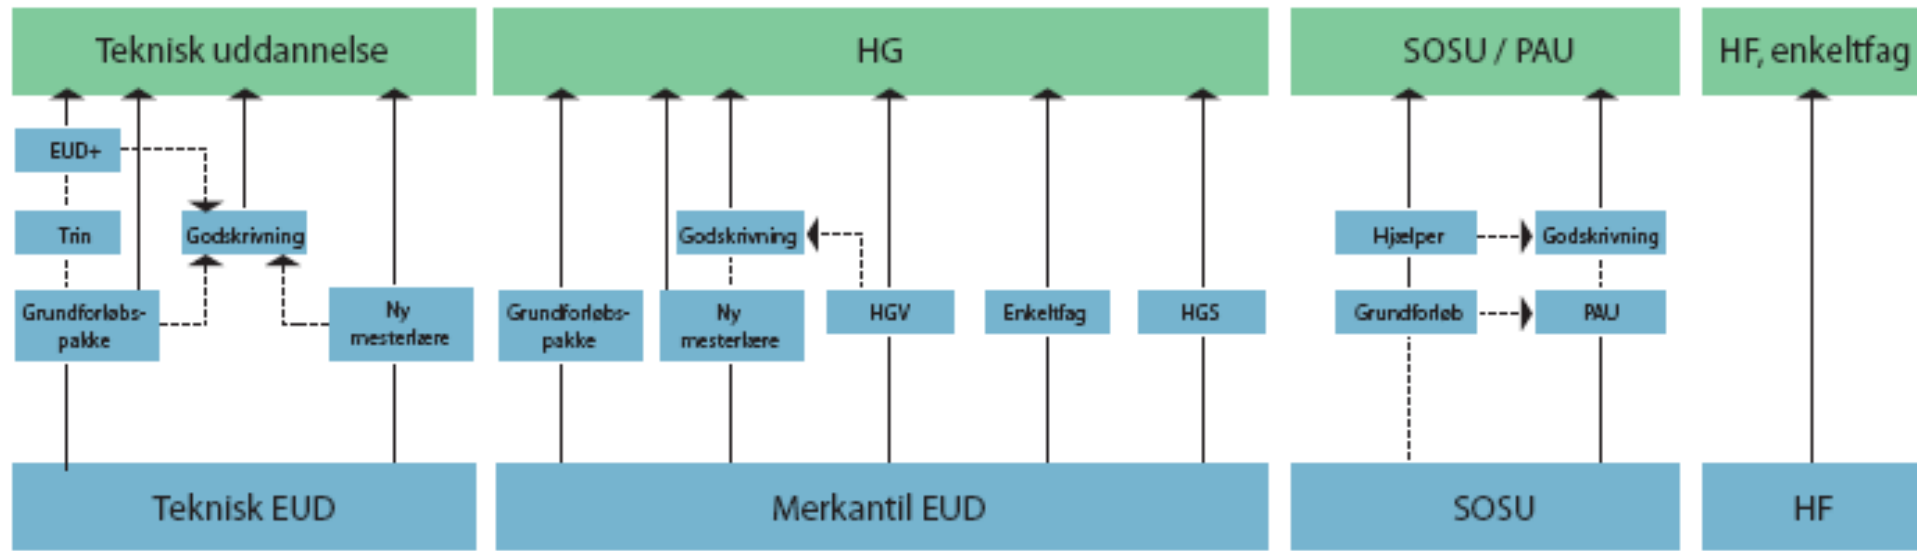 Teknisk uddannelse
HG
SOSU / PAU
HF, enkeltfag
EUD+
Trin
Godskrivning
Godskrivning
Hjælper
Godskrivning
Grundforløbs-
pakke
Ny
mesterlære
Grundforløbs-
pakke
Ny
mesterlære
HGV
Enkeltfag
HGS
Grundforløb
PAU
Teknisk EUD
Merkantil EUD
SOSU
HF